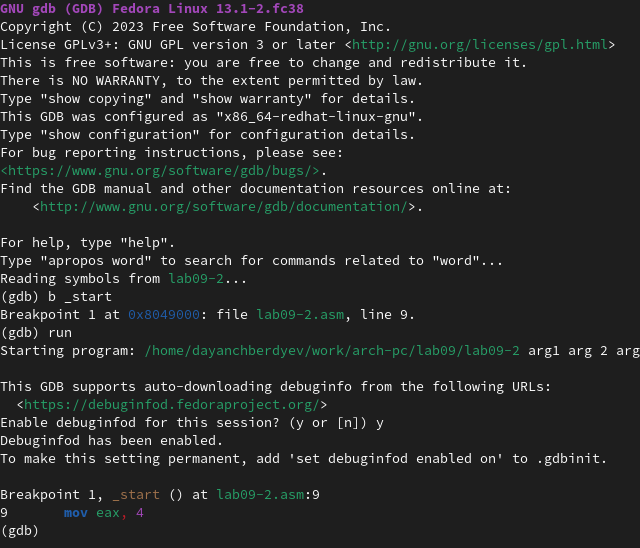 GNU gdb (GDB) Fedora Linux 13.1-2.fc38
Copyright (C) 2023 Free Software Foundation, Inc.
License GPLv3+: GNU GPL version 3 or later <http://gnu.org/licenses/gpl.html>
This is free software: you are free to change and redistribute it.
There is NO WARRANTY, to the extent permitted by law.
Type "show copying" and "show warranty" for details.
This GDB was configured as "x86_64-redhat-linux-gnu".
Type "show configuration" for configuration details.
For bug reporting instructions, please see:
<https://www.gnu.org/software/gdb/bugs/>.
Find the GDB manual and other documentation resources online at:
    <http://www.gnu.org/software/gdb/documentation/>.

For help, type "help".
Type "apropos word" to search for commands related to "word"...
Reading symbols from lab09-2...
(gdb) b _start
Breakpoint 1 at 0x8049000: file lab09-2.asm, line 9.
(gdb) run
Starting program: /home/dayanchberdyev/work/arch-pc/lab09/lab09-2 arg1 arg 2 arg

This GDB supports auto-downloading debuginfo from the following URLs:
  <https://debuginfod.fedoraproject.org/>
Enable debuginfod for this session? (y or [n]) y
Debuginfod has been enabled.
To make this setting permanent, add 'set debuginfod enabled on' to .gdbinit.

Breakpoint 1, _start () at lab09-2.asm:9
9       mov eax, 4
(gdb)